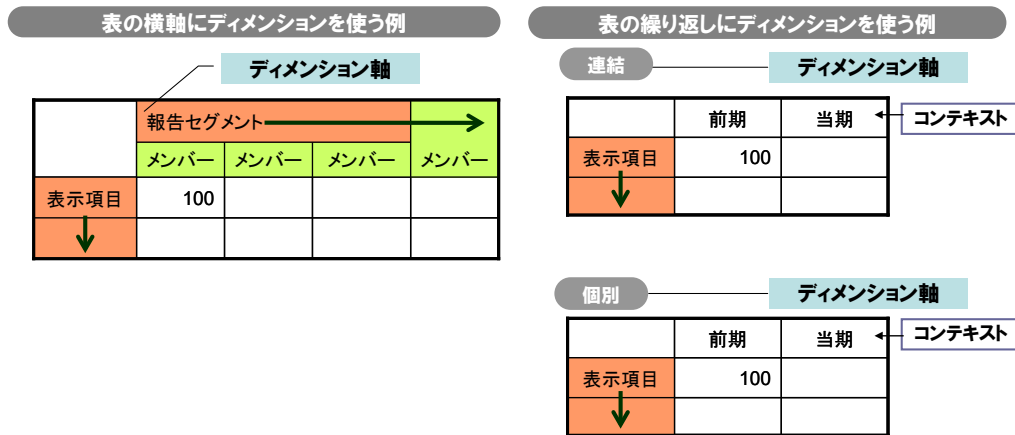 表の横軸にディメンションを使う例
ディメンション軸
報告セグメント
メンバー メンバー メンバー メンバー
表示項目 100
表の繰り返しにディメンションを使う例
連結 ディメンション軸
前期 当期 コンテキスト
表示項目 100
個別 ディメンション軸
前期 当期 コンテキスト
表示項目 100